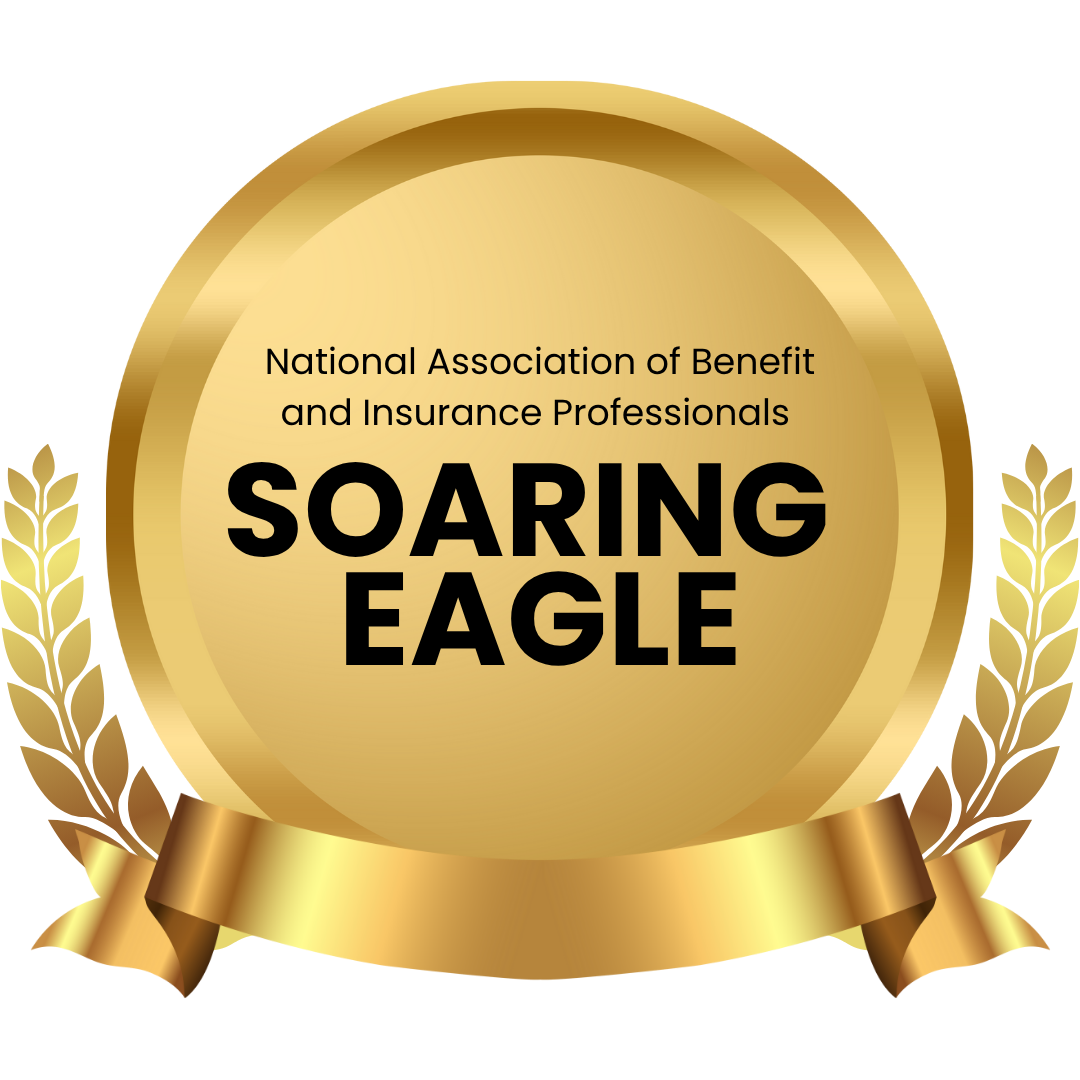 National Association of Benefit
and Insurance Professionals
SOARING
EAGLE